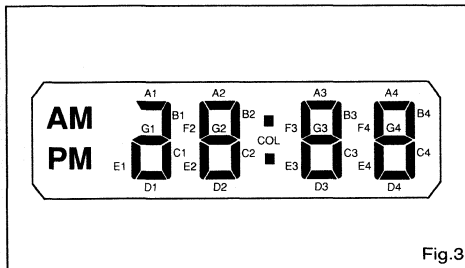 A1 A2 A3 A4
AM B1 B2 B3 B4
G1 F2 G2 F3 G3 F4 G4
COL
PM E1 C1 E2 C2 E3 C3 E4 C4
D1 D2 D3 D4
Fig.3